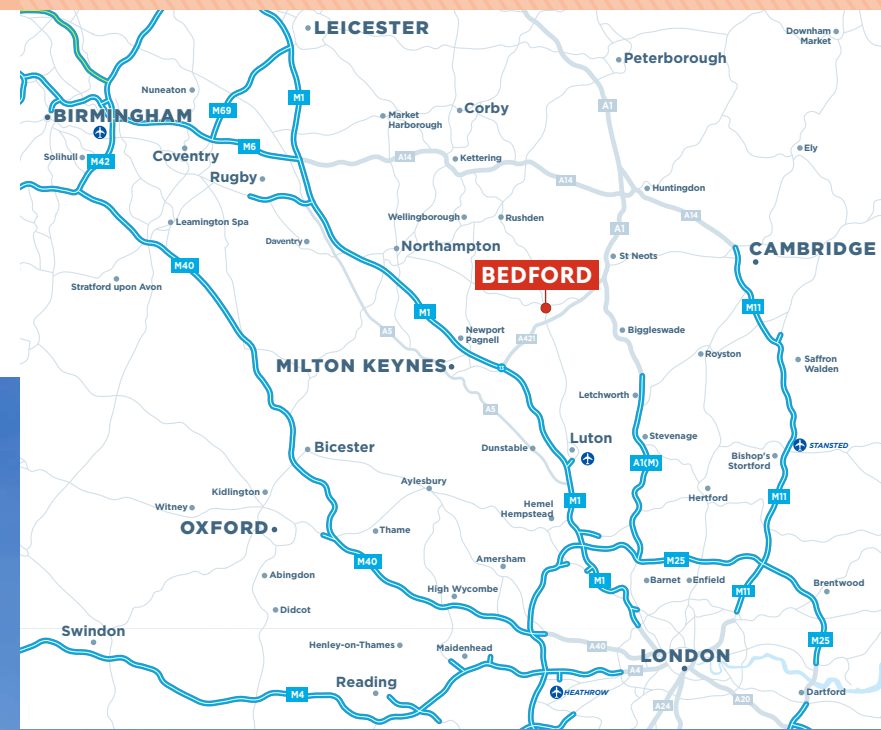 LEICESTER
Downham
Market
Peterborough
Nuneaton
M69
M1
A1
Corby
Market
Harborough
BIRMINGHAM
M6
Coventry
Solihull
M42
A14
Kettering
Ely
Rugby
A14
Huntingdon
Leamington Spa
Wellingborough
Rushden
A14
A1
Daventry
Northampton
CAMBRIDGE
St Neots
M40
BEDFORD
Stratford upon Avon
M1
M11
A5
Newport
Pagnell
A421
Biggleswade
Royston
Saffron
Walden
MILTON KEYNES
A5
Letchworth
Bicester
Dunstable
Luton
Stevenage
STANSTED
A1(M)
Bishop's
Stortford
Aylesbury
Kidlington
Witney
M1
Hertford
M11
Hemel
Hempstead
OXFORD
Thame
M40
Amersham
M25
Abingdon
High Wycombe
M1
Barnet
Enfield
M11
Brentwood
Didcot
Swindon
Henley-on-Thames
Maidenhead
A40
M25
LONDON
A4
Reading
M4
HEATHROW
A24
A20
Dartford